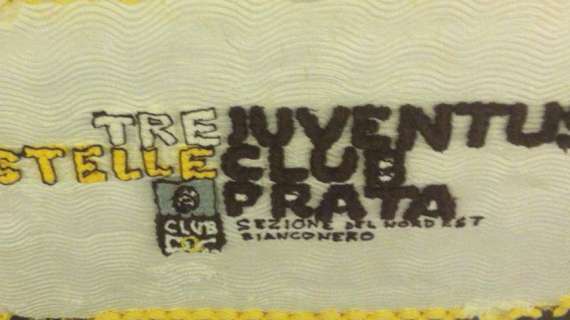 TRE JUVENTUS
STELLE CLUB
PRATA
SEZIONE DEL NORD EST
BIANCONERO
CLUB